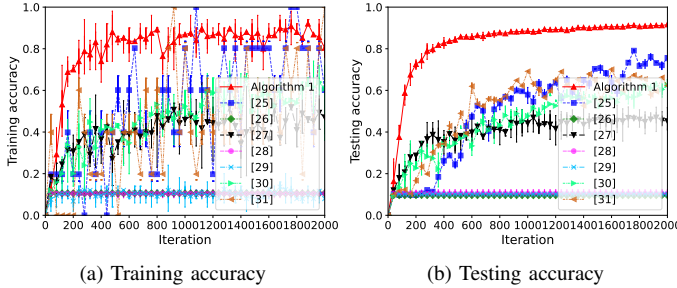 1.0
0.8
0.6
0.4
0.2
0.0
Training accuracy
0 200 400 600 800 1000 1200 1400 1600 1800 2000
Iteration
Algorithm 1
[25]
[26]
[27]
[28]
[29]
[30]
[31]
(a) Training accuracy
1.0
0.8
0.6
0.4
0.2
0.0
Testing accuracy
0 200 400 600 800 1000 1200 1400 1600 1800 2000
Iteration
Algorithm 1
[25]
[26]
[27]
[28]
[29]
[30]
[31]
(b) Testing accuracy